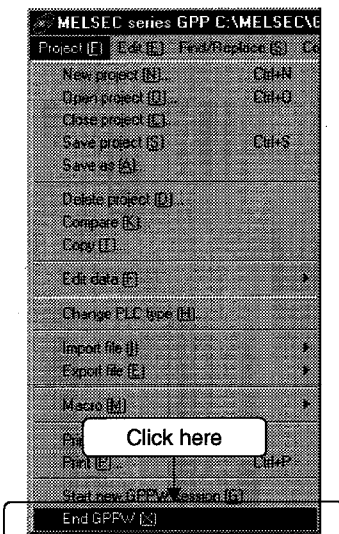 MELSEC series GPP C:\MELSEC\
Project (F) Edit (E) Find/Replace (S) Co
New project (N)... Ctrl+N
Open project (O)... Ctrl+O
Close project (C)
Save project (S) Ctrl+S
Save as (A)...
Delete project (D)...
Compare (K)...
Copy (T)...
Edit data (F)
Change PLC type (H)...
Import file (I)
Export file (E)
Macro (M)
Click here
Print (P)... Ctrl+P
Start new GPPW session (G)
End GPPW (X)